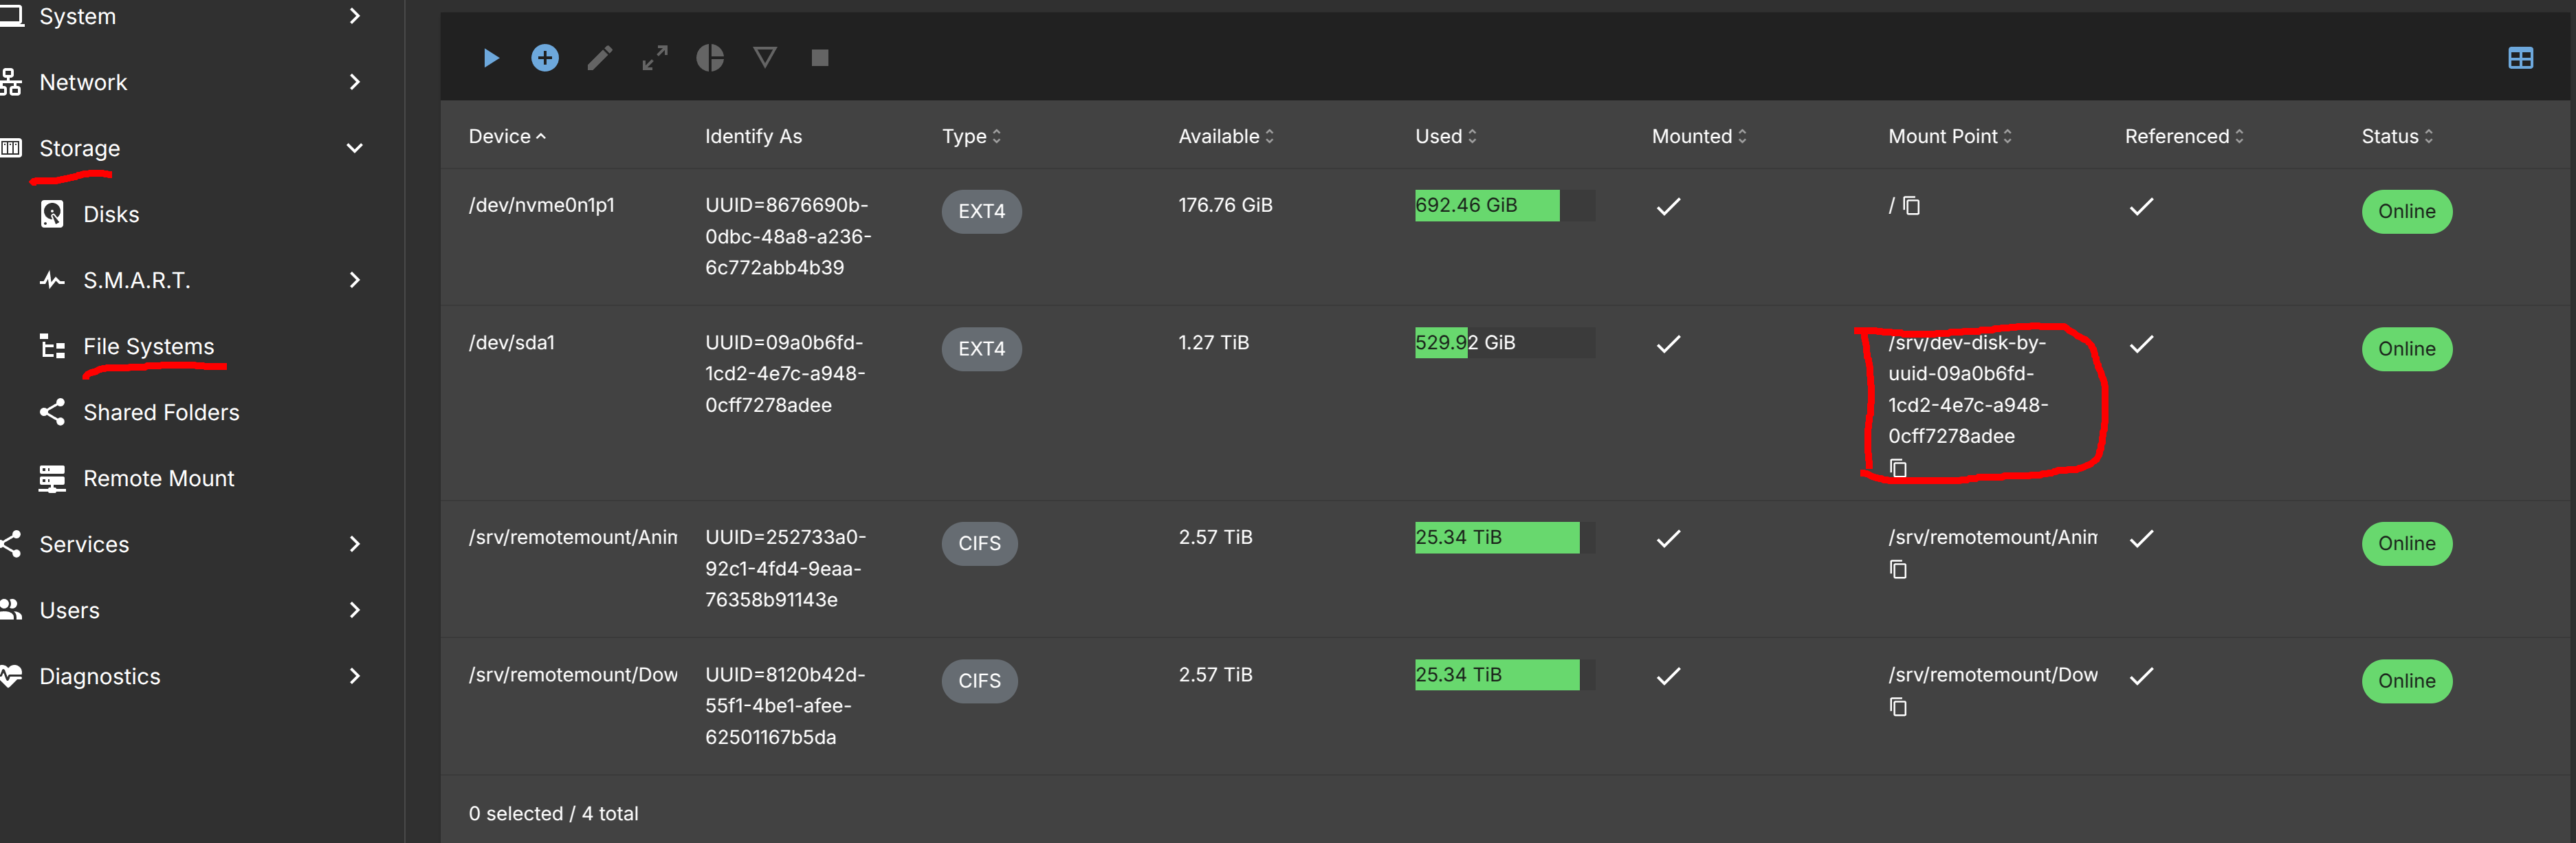 System
Network
Storage
Disks
S.M.A.R.T.
File Systems
Shared Folders
Remote Mount
Services
Users
Diagnostics
Device Identify As Type Available Used Mounted Mount Point Referenced Status
/dev/nvme0n1p1 UUID=8676690b- EXT4 176.76 GiB 692.46 GiB / Online
0dbc-48a8-a236-
6c772abb4b39
/dev/sda1 UUID=09a0b6fd- EXT4 1.27 TiB 529.92 GiB /srv/dev-disk-by- Online
1cd2-4e7c-a948- uuid-09a0b6fd-
0cff7278adee 1cd2-4e7c-a948-
0cff7278adee
/srv/remotemount/Anim UUID=252733a0- CIFS 2.57 TiB 25.34 TiB /srv/remotemount/Anim Online
92c1-4fd4-9eaa-
76358b91143e
/srv/remotemount/Dow UUID=8120b42d- CIFS 2.57 TiB 25.34 TiB /srv/remotemount/Dow Online
55f1-4be1-afee-
62501167b5da
0 selected / 4 total